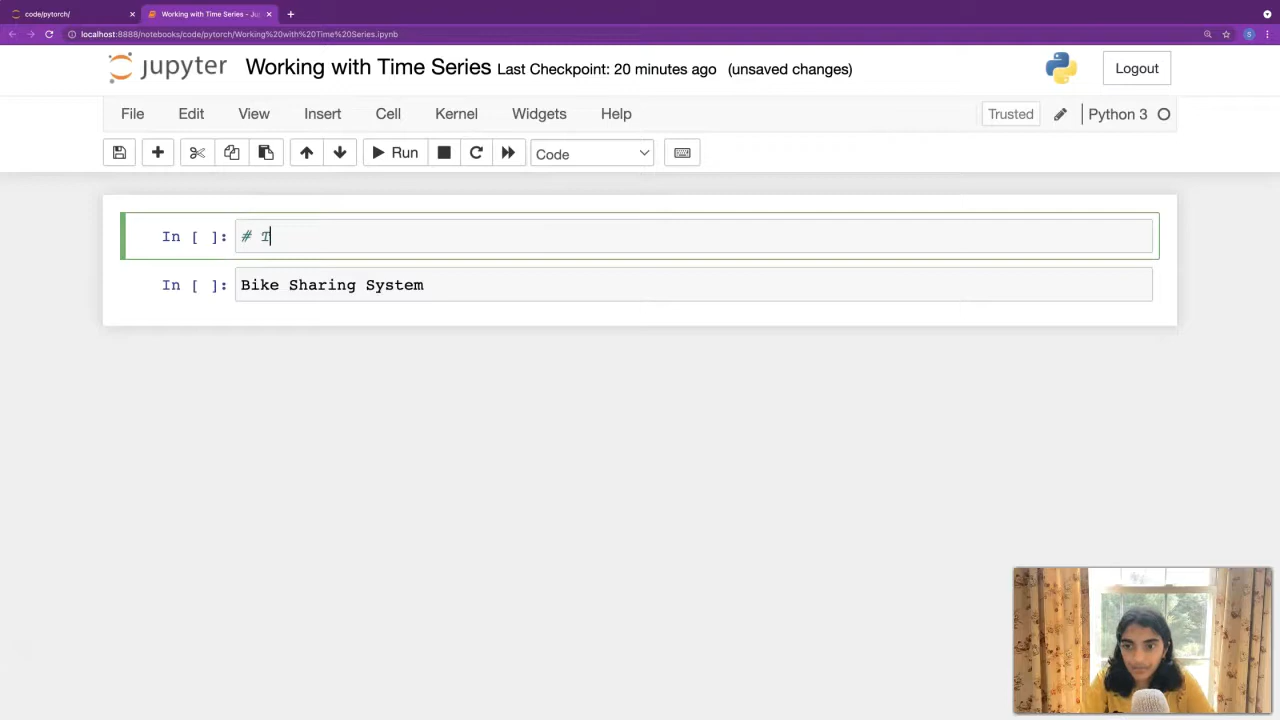 code/pytorch/
Working with Time Series - Ju
localhost:8888/notebooks/code/pytorch/Working%20with%20Time%20Series.ipynb
S
jupyter Working with Time Series Last Checkpoint: 20 minutes ago (unsaved changes)
Logout
File Edit View Insert Cell Kernel Widgets Help
Trusted
Python 3
Run
Code
In [ ]: # T
In [ ]: Bike Sharing System